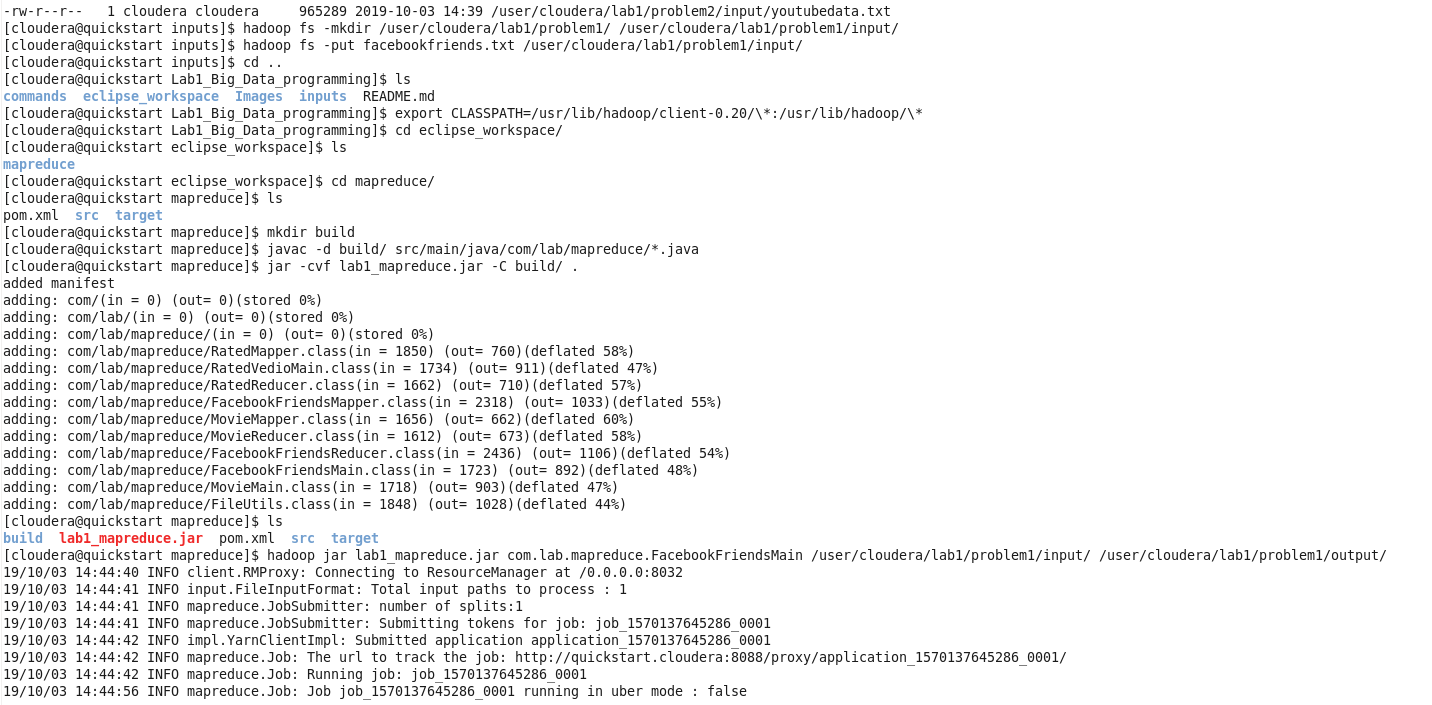 -rw-r--r--   1 cloudera cloudera     965289 2019-10-03 14:39 /user/cloudera/lab1/problem2/input/youtubedata.txt
[cloudera@quickstart inputs]$ hadoop fs -mkdir /user/cloudera/lab1/problem1/ /user/cloudera/lab1/problem1/input/
[cloudera@quickstart inputs]$ hadoop fs -put facebookfriends.txt /user/cloudera/lab1/problem1/input/
[cloudera@quickstart inputs]$ cd ..
[cloudera@quickstart Lab1_Big_Data_programming]$ ls
commands  eclipse_workspace  Images  inputs  README.md
[cloudera@quickstart Lab1_Big_Data_programming]$ export CLASSPATH=/usr/lib/hadoop/client-0.20/\*:/usr/lib/hadoop/\*
[cloudera@quickstart Lab1_Big_Data_programming]$ cd eclipse_workspace/
[cloudera@quickstart eclipse_workspace]$ ls
mapreduce
[cloudera@quickstart eclipse_workspace]$ cd mapreduce/
[cloudera@quickstart mapreduce]$ ls
pom.xml  src  target
[cloudera@quickstart mapreduce]$ mkdir build
[cloudera@quickstart mapreduce]$ javac -d build/ src/main/java/com/lab/mapreduce/*.java
[cloudera@quickstart mapreduce]$ jar -cvf lab1_mapreduce.jar -C build/ .
added manifest
adding: com/(in = 0) (out= 0)(stored 0%)
adding: com/lab/(in = 0) (out= 0)(stored 0%)
adding: com/lab/mapreduce/(in = 0) (out= 0)(stored 0%)
adding: com/lab/mapreduce/RatedMapper.class(in = 1850) (out= 760)(deflated 58%)
adding: com/lab/mapreduce/RatedVedioMain.class(in = 1734) (out= 911)(deflated 47%)
adding: com/lab/mapreduce/RatedReducer.class(in = 1662) (out= 710)(deflated 57%)
adding: com/lab/mapreduce/FacebookFriendsMapper.class(in = 2318) (out= 1033)(deflated 55%)
adding: com/lab/mapreduce/MovieMapper.class(in = 1656) (out= 662)(deflated 60%)
adding: com/lab/mapreduce/MovieReducer.class(in = 1612) (out= 673)(deflated 58%)
adding: com/lab/mapreduce/FacebookFriendsReducer.class(in = 2436) (out= 1106)(deflated 54%)
adding: com/lab/mapreduce/FacebookFriendsMain.class(in = 1723) (out= 892)(deflated 48%)
adding: com/lab/mapreduce/MovieMain.class(in = 1718) (out= 903)(deflated 47%)
adding: com/lab/mapreduce/FileUtils.class(in = 1848) (out= 1028)(deflated 44%)
[cloudera@quickstart mapreduce]$ ls
build  lab1_mapreduce.jar  pom.xml  src  target
[cloudera@quickstart mapreduce]$ hadoop jar lab1_mapreduce.jar com.lab.mapreduce.FacebookFriendsMain /user/cloudera/lab1/problem1/input/ /user/cloudera/lab1/problem1/output/
19/10/03 14:44:40 INFO client.RMProxy: Connecting to ResourceManager at /0.0.0.0:8032
19/10/03 14:44:41 INFO input.FileInputFormat: Total input paths to process : 1
19/10/03 14:44:41 INFO mapreduce.JobSubmitter: number of splits:1
19/10/03 14:44:41 INFO mapreduce.JobSubmitter: Submitting tokens for job: job_1570137645286_0001
19/10/03 14:44:42 INFO impl.YarnClientImpl: Submitted application application_1570137645286_0001
19/10/03 14:44:42 INFO mapreduce.Job: The url to track the job: http://quickstart.cloudera:8088/proxy/application_1570137645286_0001/
19/10/03 14:44:42 INFO mapreduce.Job: Running job: job_1570137645286_0001
19/10/03 14:44:56 INFO mapreduce.Job: Job job_1570137645286_0001 running in uber mode : false